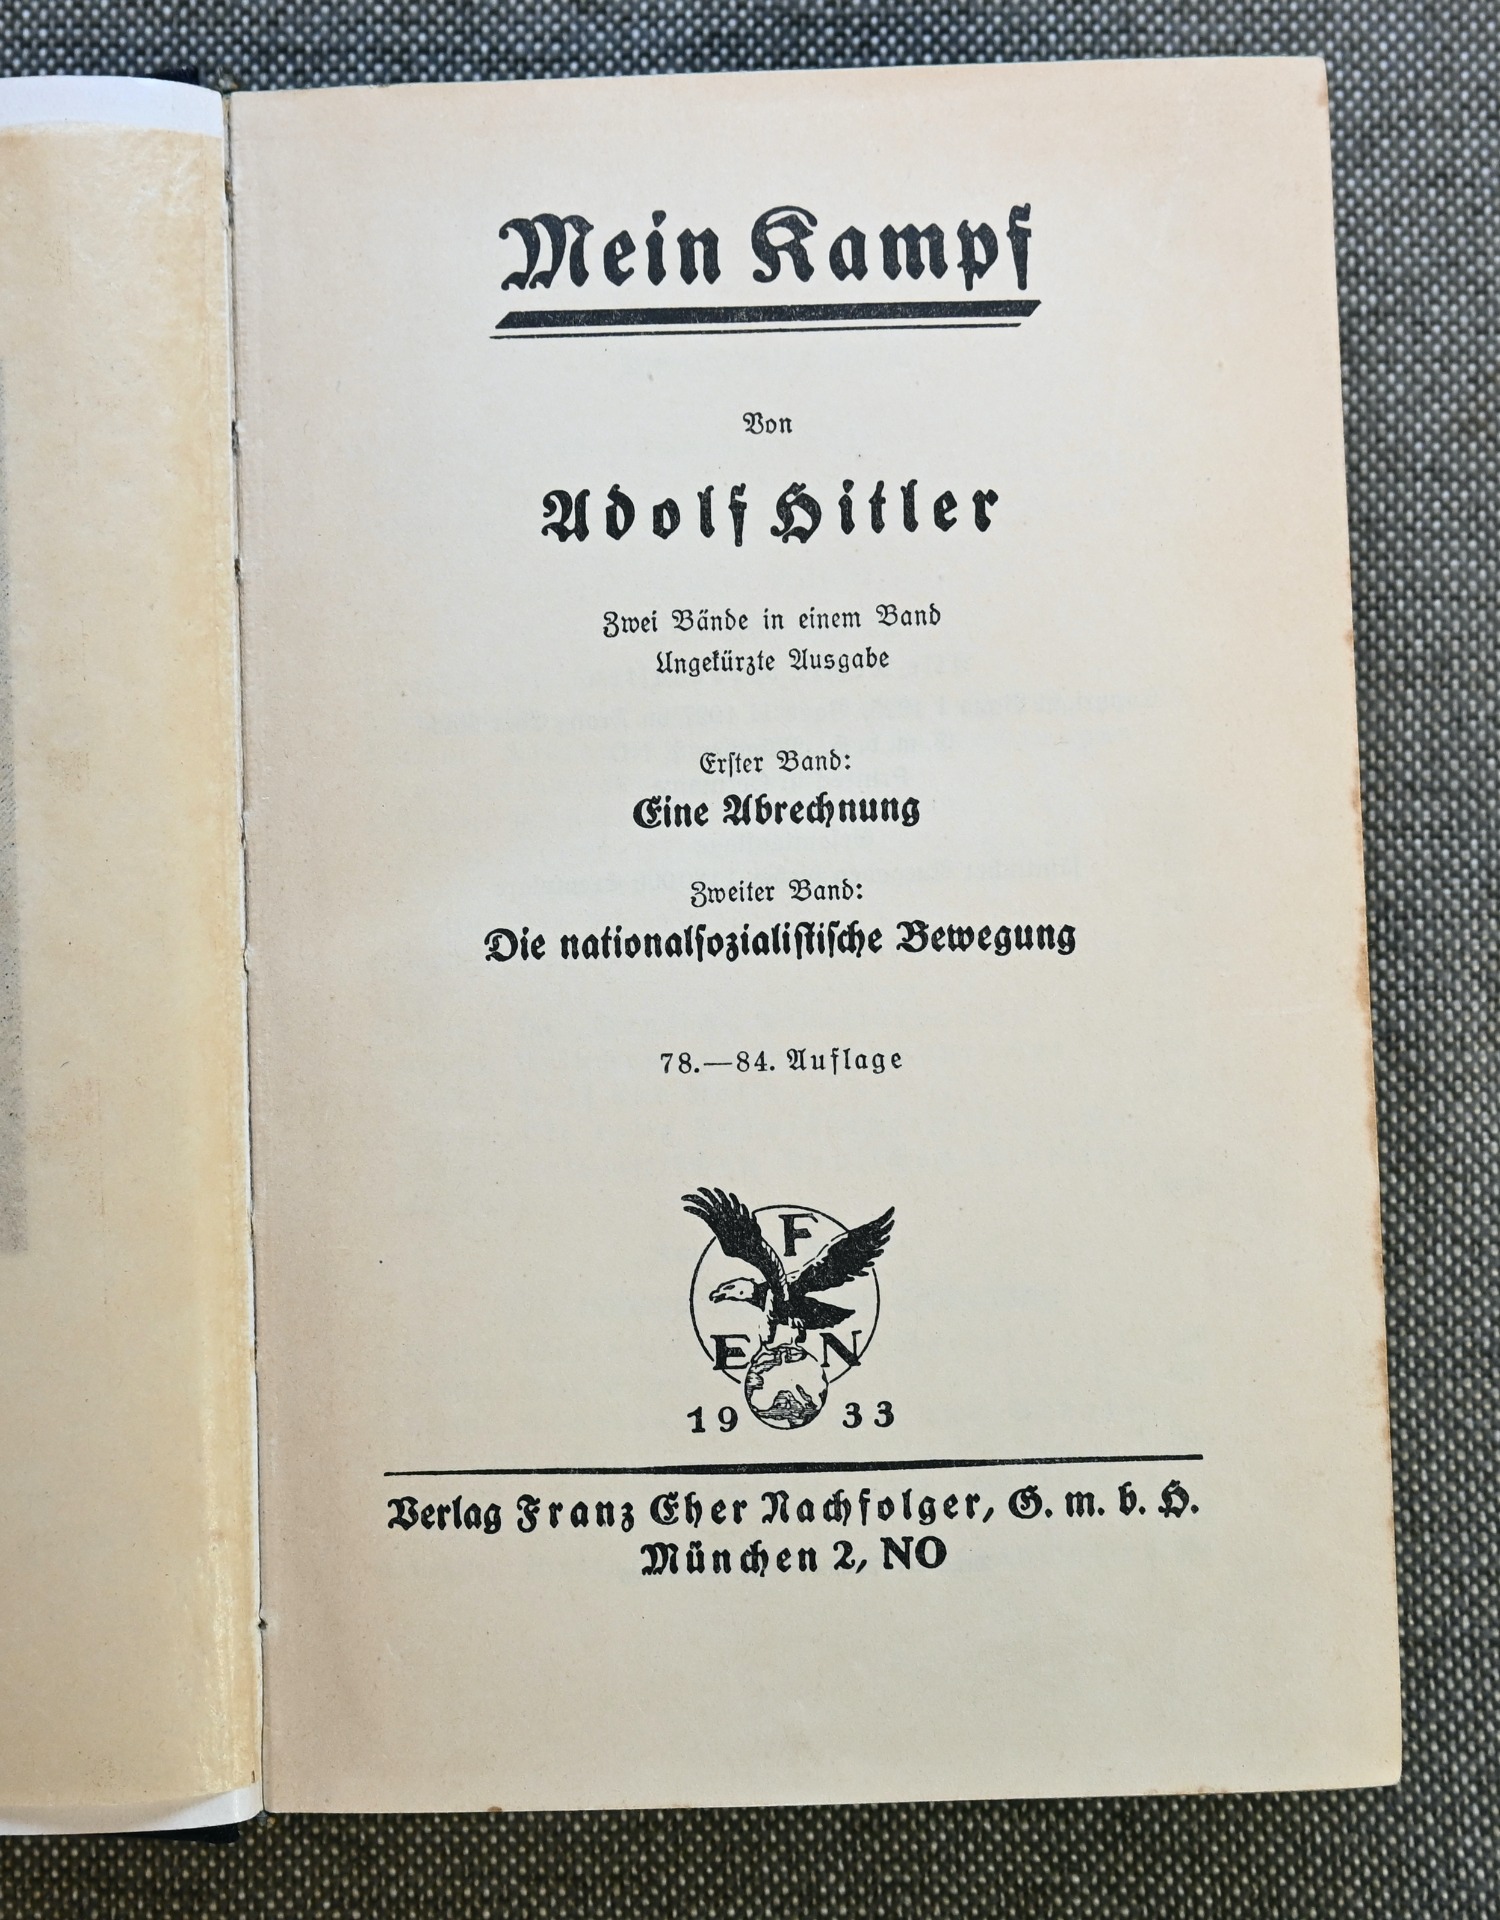 Mein Kampf
Von
Adolf Hitler
Zwei Bände in einem Band
Ungekürzte Ausgabe
Erſter Band:
Eine Abrechnung
Zweiter Band:
Die nationalſozialiſtiſche Bewegung
78.—84. Auflage
F
E N
19 33
Verlag Franz Eher Nachfolger, G. m. b. H.
München 2, NO